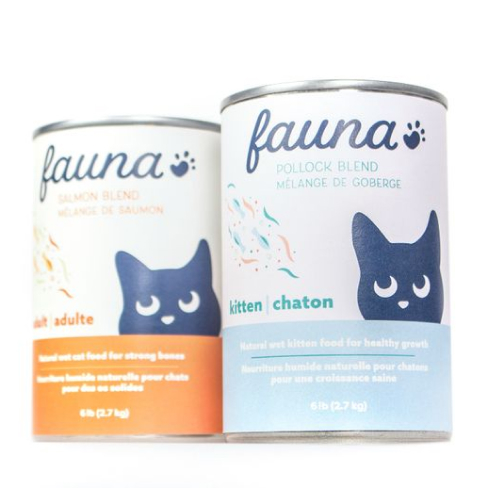 fauna
SALMON BLEND
MÉLANGE DE SAUMON
adult | adulte
Natural wet cat food for strong bones
Nourriture humide naturelle pour chats
pour des os solides
6 lb (2.7 kg)
fauna
POLLOCK BLEND
MÉLANGE DE GOBERGE
kitten | chaton
Natural wet kitten food for healthy growth
Nourriture humide naturelle pour chatons
pour une croissance saine
6 lb (2.7 kg)